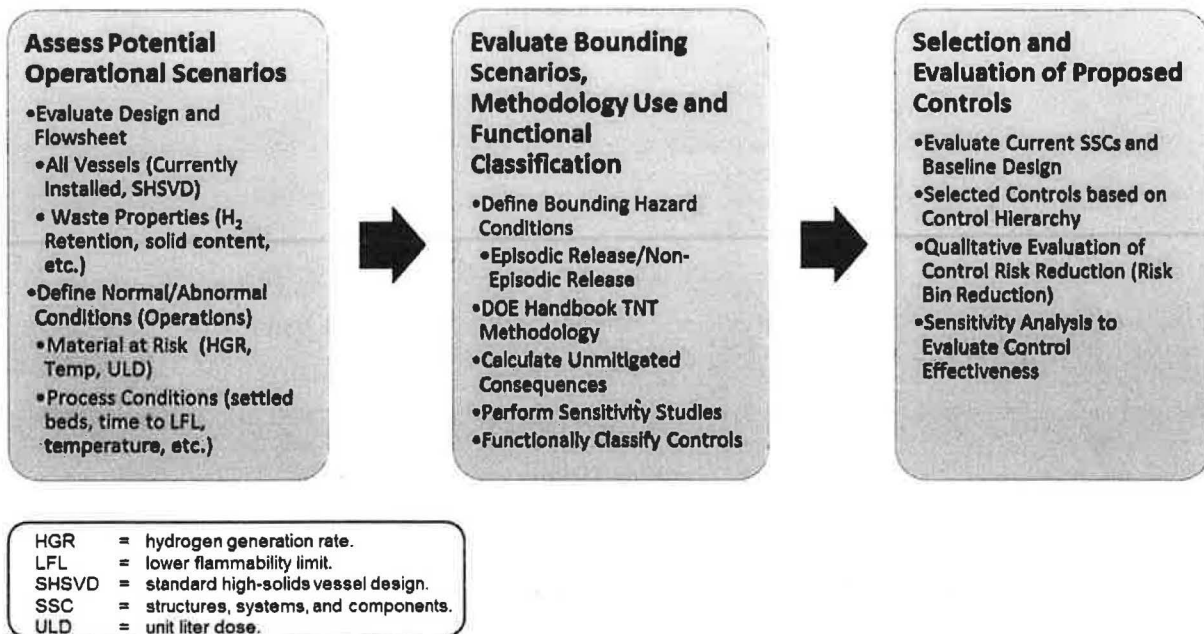 Assess Potential
Operational Scenarios
•Evaluate Design and
Flowsheet
•All Vessels (Currently
Installed, SHSVD)
• Waste Properties (H₂
Retention, solid content,
etc.)
•Define Normal/Abnormal
Conditions (Operations)
•Material at Risk (HGR,
Temp, ULD)
•Process Conditions (settled
beds, time to LFL,
temperature, etc.)
Evaluate Bounding
Scenarios,
Methodology Use and
Functional
Classification
•Define Bounding Hazard
Conditions
•Episodic Release/Non-
Episodic Release
•DOE Handbook TNT
Methodology
•Calculate Unmitigated
Consequences
•Perform Sensitivity Studies
•Functionally Classify Controls
Selection and
Evaluation of Proposed
Controls
•Evaluate Current SSCs and
Baseline Design
•Selected Controls based on
Control Hierarchy
•Qualitative Evaluation of
Control Risk Reduction (Risk
Bin Reduction)
•Sensitivity Analysis to
Evaluate Control
Effectiveness
HGR = hydrogen generation rate.
LFL = lower flammability limit.
SHSVD = standard high-solids vessel design.
SSC = structures, systems, and components.
ULD = unit liter dose.